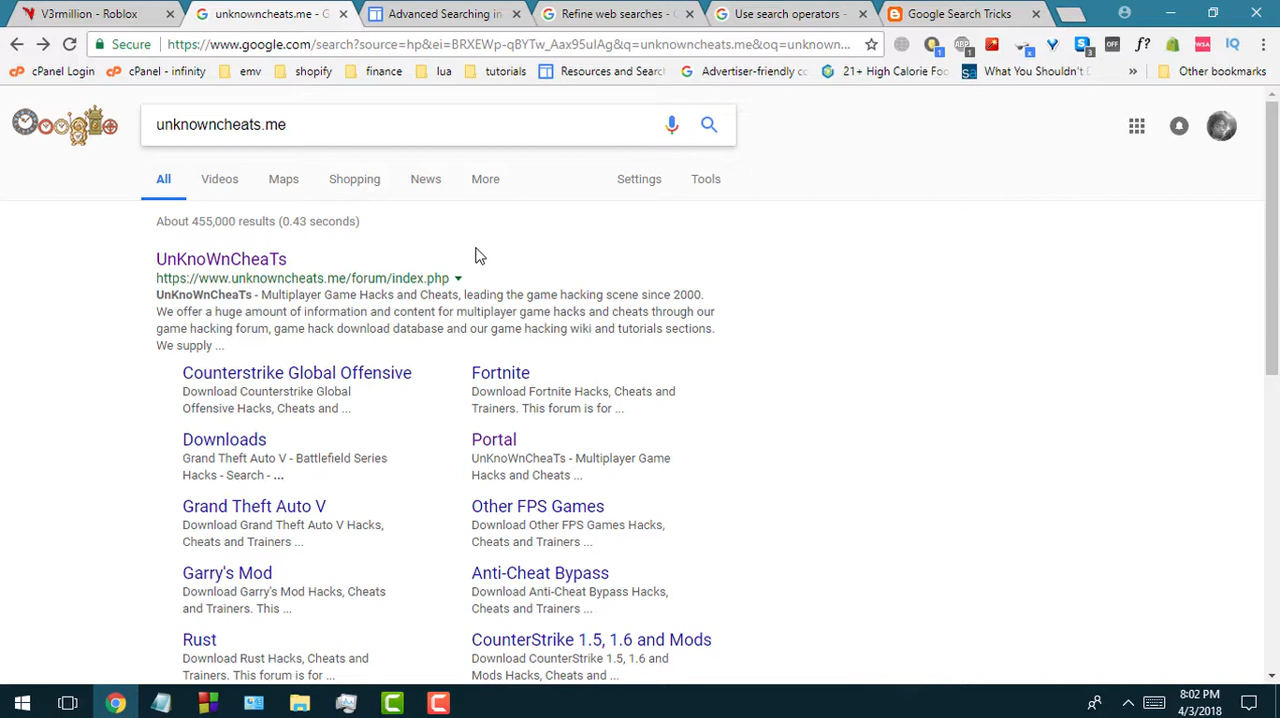 V3rmillion - Roblox
unknowncheats.me - G
Advanced Searching in
Refine web searches - G
Use search operators -
Google Search Tricks
Secure
https://www.google.com/search?source=hp&ei=BRXEWp-qBYTw_Aax95uIAg&q=unknowncheats.me&oq=unknown...
cPanel Login
cPanel - infinity
emv
shopify
finance
lua
tutorials
Resources and Searc
Advertiser-friendly cc
21+ High Calorie Foo
What You Shouldn't D
»
Other bookmarks
unknowncheats.me
All
Videos
Maps
Shopping
News
More
Settings
Tools
About 455,000 results (0.43 seconds)
UnKnoWnCheaTs
https://www.unknowncheats.me/forum/index.php
UnKnoWnCheaTs - Multiplayer Game Hacks and Cheats, leading the game hacking scene since 2000.
We offer a huge amount of information and content for multiplayer game hacks and cheats through our
game hacking forum, game hack download database and our game hacking wiki and tutorials sections.
We supply ...
Counterstrike Global Offensive
Download Counterstrike Global
Offensive Hacks, Cheats and ...
Fortnite
Download Fortnite Hacks, Cheats and
Trainers. This forum is for ...
Downloads
Grand Theft Auto V - Battlefield Series
Hacks - Search - ...
Portal
UnKnoWnCheaTs - Multiplayer Game
Hacks and Cheats ...
Grand Theft Auto V
Download Grand Theft Auto V Hacks,
Cheats and Trainers ...
Other FPS Games
Download Other FPS Games Hacks,
Cheats and Trainers ...
Garry's Mod
Download Garry's Mod Hacks, Cheats
and Trainers. This ...
Anti-Cheat Bypass
Download Anti-Cheat Bypass Hacks,
Cheats and Trainers ...
Rust
Download Rust Hacks, Cheats and
Trainers. This forum is for ...
CounterStrike 1.5, 1.6 and Mods
Download CounterStrike 1.5, 1.6 and
Mods Hacks, Cheats and ...
8:02 PM
4/3/2018